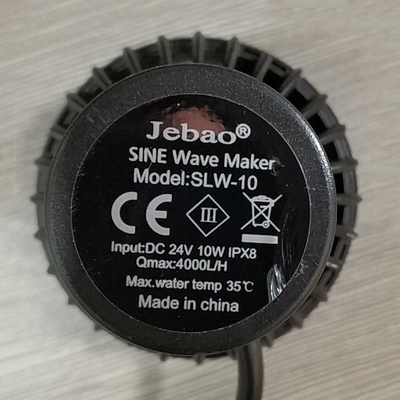 Jebao®
SINE Wave Maker
Model:SLW-10
CE III
Input:DC 24V 10W IPX8
Qmax:4000L/H
Max.water temp 35℃
Made in china